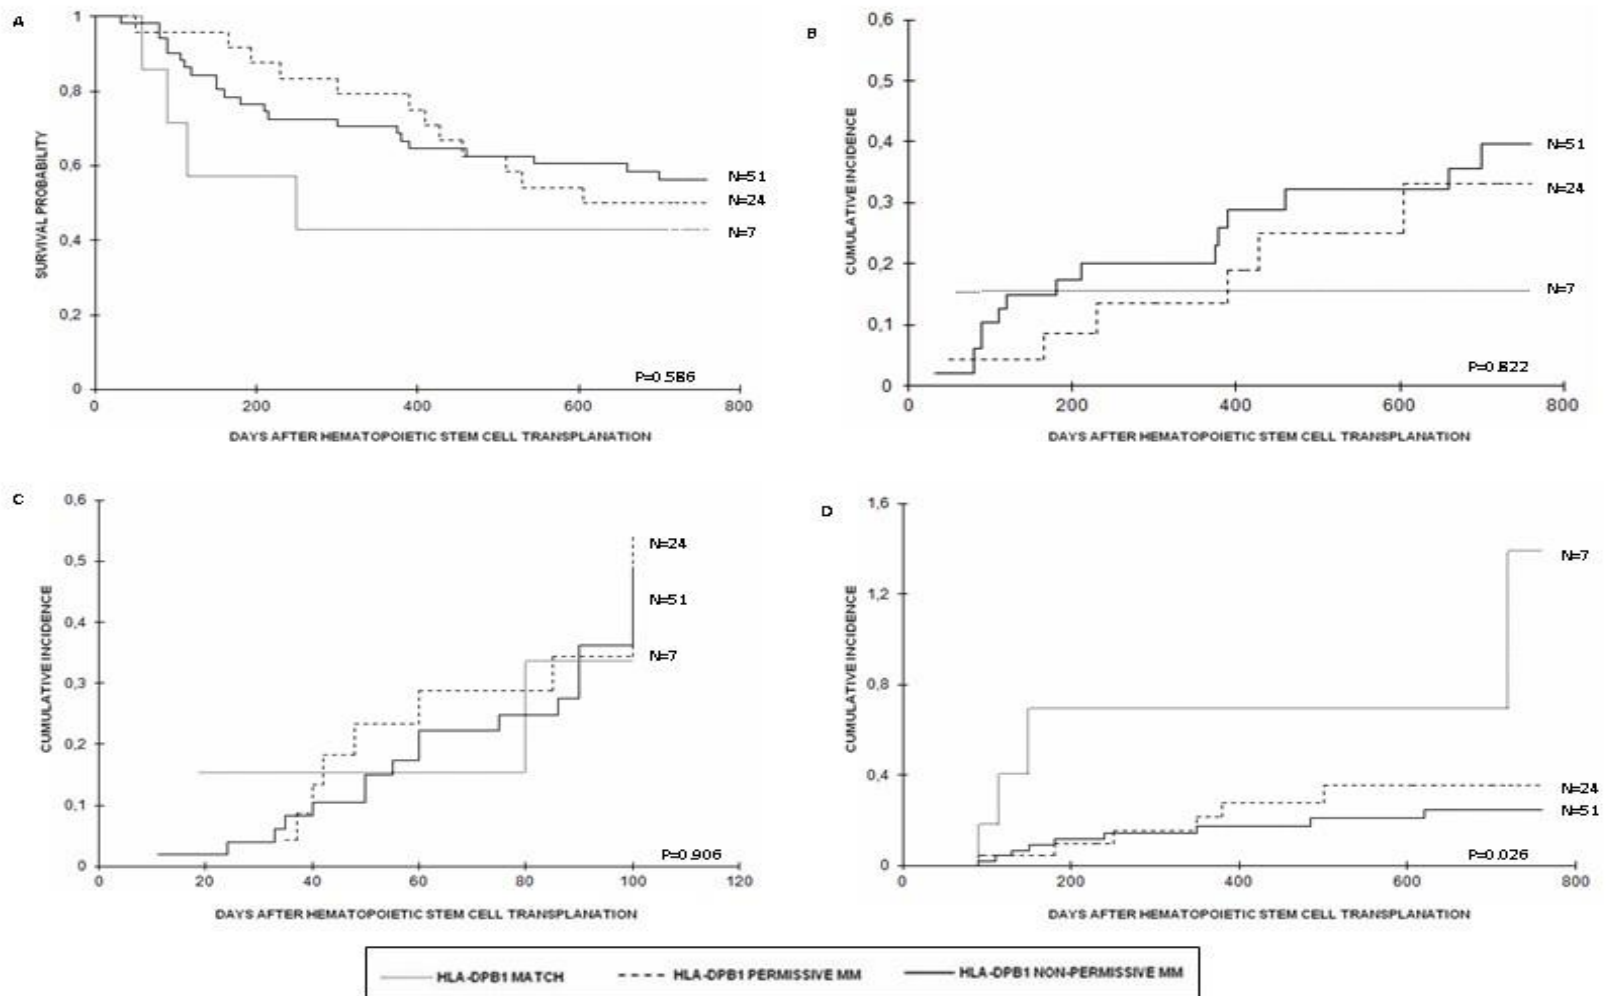 A
1
0,8
0,6
0,4
0,2
0
SURVIVAL PROBABILITY
N=51
N=24
N=7
P=0.586
0 200 400 600 800
DAYS AFTER HEMATOPOIETIC STEM CELL TRANSPLANATION
B
0,6
0,5
0,4
0,3
0,2
0,1
0
CUMULATIVE INCIDENCE
N=51
N=24
N=7
P=0.822
0 200 400 600 800
DAYS AFTER HEMATOPOIETIC STEM CELL TRANSPLANATION
C
0,6
0,5
0,4
0,3
0,2
0,1
0
CUMULATIVE INCIDENCE
N=24
N=51
N=7
P=0.906
0 20 40 60 80 100 120
DAYS AFTER HEMATOPOIETIC STEM CELL TRANSPLANATION
D
1,6
1,2
0,8
0,4
0
CUMULATIVE INCIDENCE
N=7
N=24
N=51
P=0.026
0 200 400 600 800
DAYS AFTER HEMATOPOIETIC STEM CELL TRANSPLANATION
HLA-DPB1 MATCH HLA-DPB1 PERMISSIVE MM HLA-DPB1 NON-PERMISSIVE MM